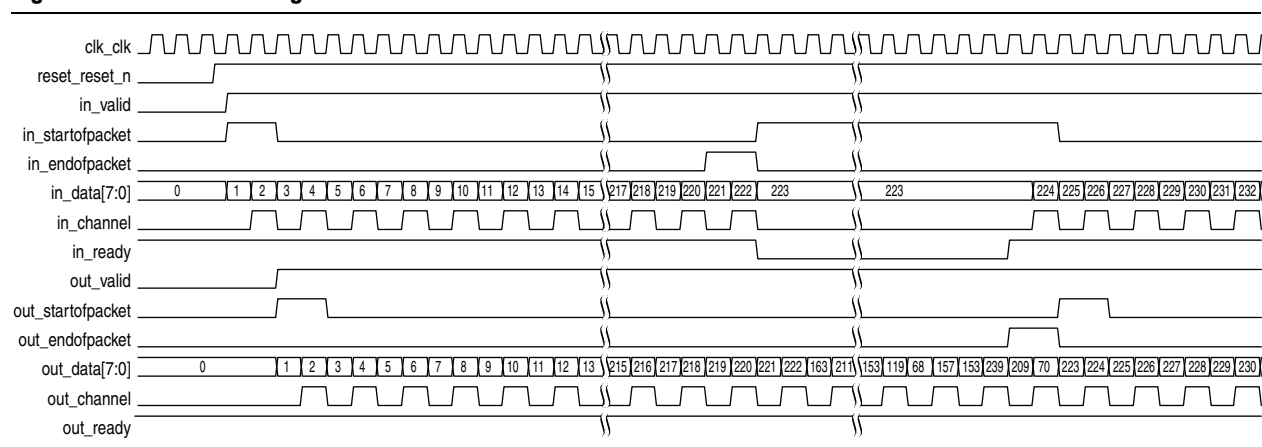 clk_clk
reset_reset_n
in_valid
in_startofpacket
in_endofpacket
in_data[7:0] 0 1 2 3 4 5 6 7 8 9 10 11 12 13 14 15 217 218 219 220 221 222 223 223 224 225 226 227 228 229 230 231 232
in_channel
in_ready
out_valid
out_startofpacket
out_endofpacket
out_data[7:0] 0 1 2 3 4 5 6 7 8 9 10 11 12 13 215 216 217 218 219 220 221 222 163 211 153 119 68 157 153 239 209 70 223 224 225 226 227 228 229 230
out_channel
out_ready